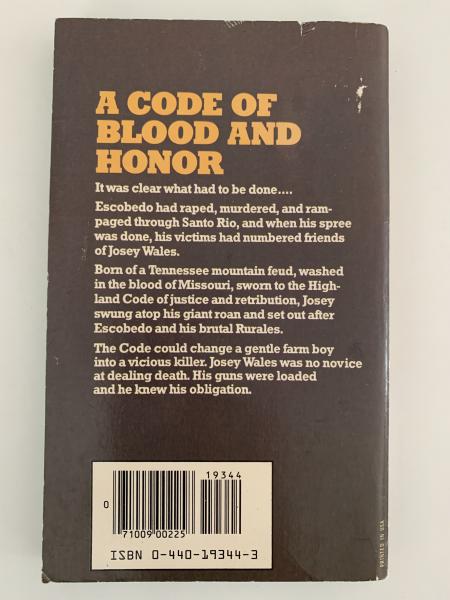 A CODE OF
BLOOD AND
HONOR
It was clear what had to be done....
Escobedo had raped, murdered, and ram-
paged through Santo Rio, and when his spree
was done, his victims had numbered friends
of Josey Wales.
Born of a Tennessee mountain feud, washed
in the blood of Missouri, sworn to the High-
land Code of justice and retribution, Josey
swung atop his giant roan and set out after
Escobedo and his brutal Rurales.
The Code could change a gentle farm boy
into a vicious killer. Josey Wales was no novice
at dealing death. His guns were loaded
and he knew his obligation.
19344
0
71009 00225
ISBN 0-440-19344-3
PRINTED IN USA